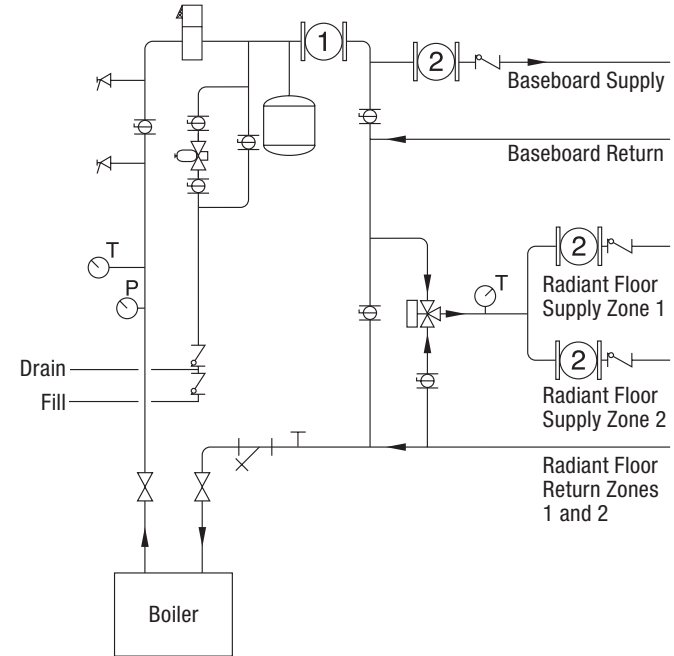 1
2
Baseboard Supply
Baseboard Return
T
P
T
2
Radiant Floor
Supply Zone 1
2
Radiant Floor
Supply Zone 2
Drain
Fill
Radiant Floor
Return Zones
1 and 2
Boiler